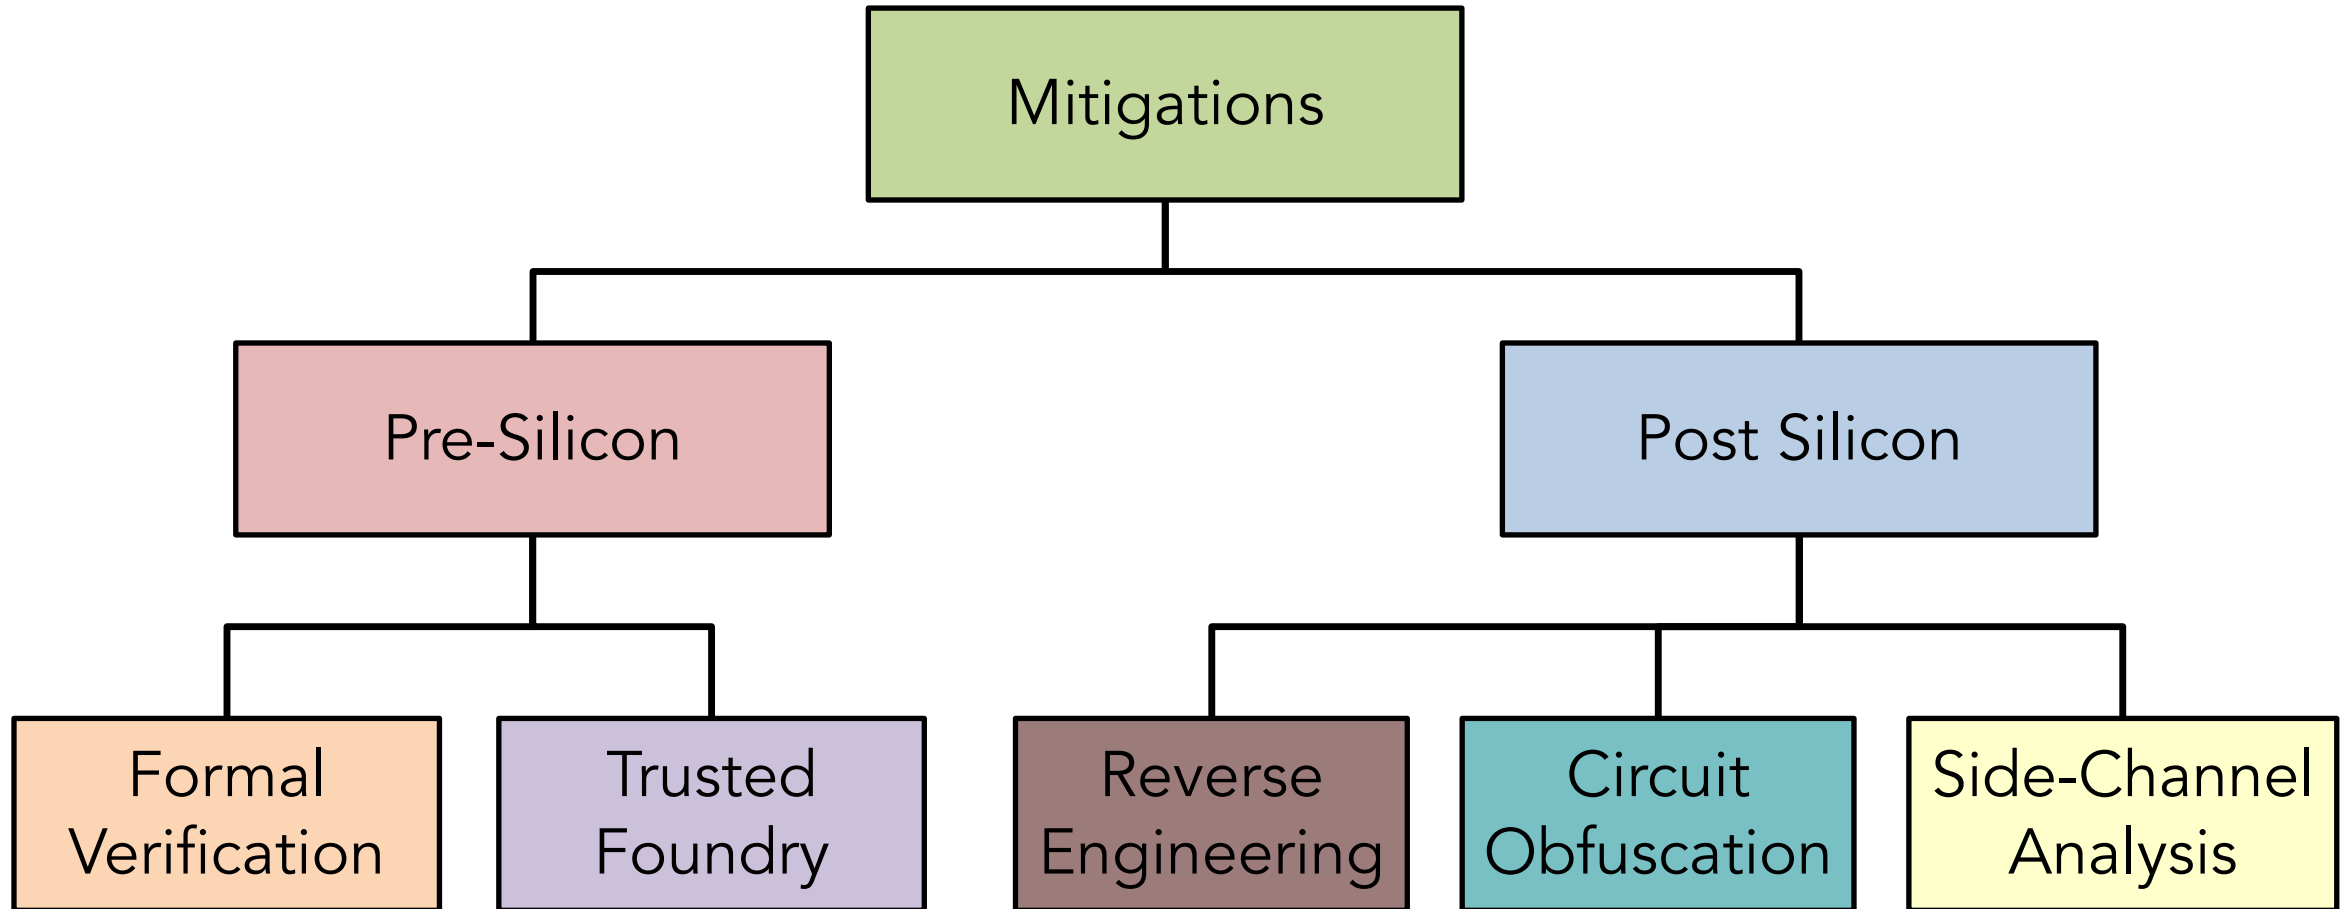 Mitigations
Pre-Silicon
Post Silicon
Formal
Verification
Trusted
Foundry
Reverse
Engineering
Circuit
Obfuscation
Side-Channel
Analysis